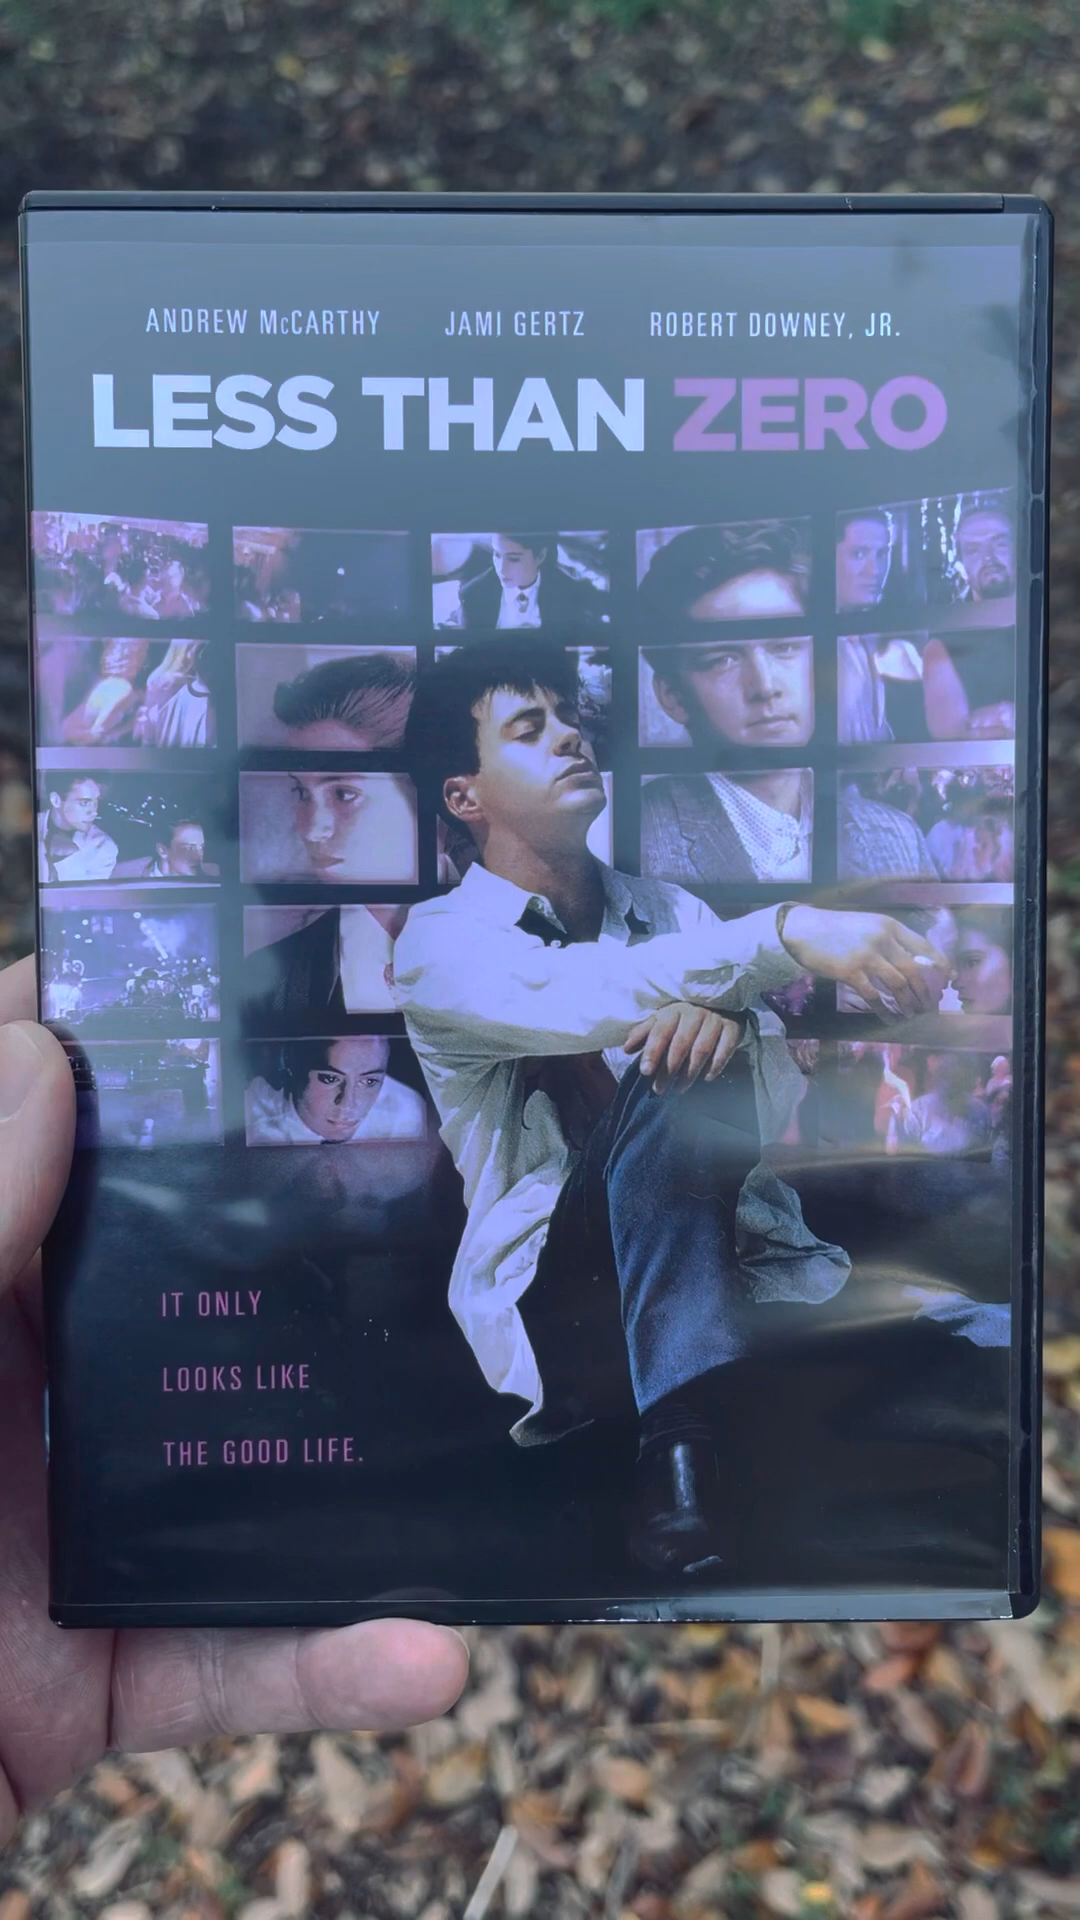 ANDREW McCARTHY JAMI GERTZ ROBERT DOWNEY, JR.
LESS THAN ZERO
IT ONLY
LOOKS LIKE
THE GOOD LIFE.